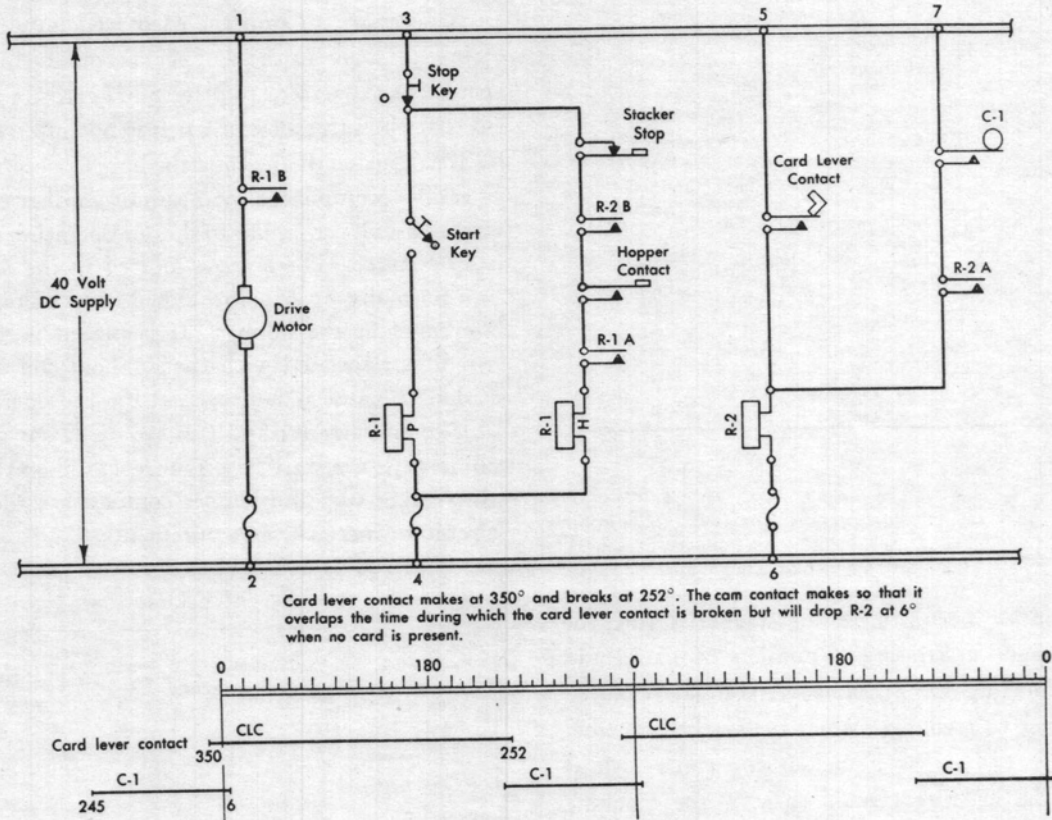 1
3
5
7
Stop
Key
Stacker
Stop
C-1
Card Lever
Contact
R-1 B
R-2 B
Start
Key
Hopper
Contact
R-2 A
40 Volt
DC Supply
Drive
Motor
R-1 A
R-1
P
R-1
H
R-2
2
4
6
Card lever contact makes at 350° and breaks at 252°. The cam contact makes so that it
overlaps the time during which the card lever contact is broken but will drop R-2 at 6°
when no card is present.
0
180
0
180
0
CLC
CLC
Card lever contact
350
252
C-1
C-1
C-1
245
6